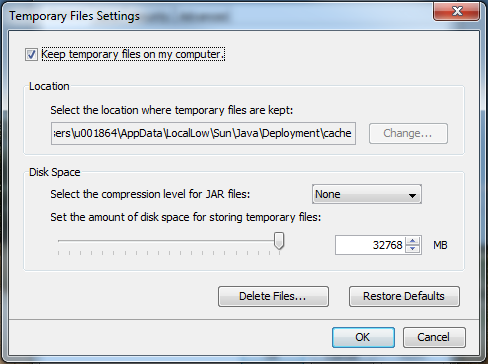 Temporary Files Settings
Keep temporary files on my computer.
Location
Select the location where temporary files are kept:
sers\u001864\AppData\LocalLow\Sun\Java\Deployment\cache
Change...
Disk Space
Select the compression level for JAR files:
None
Set the amount of disk space for storing temporary files:
32768
MB
Delete Files...
Restore Defaults
OK
Cancel